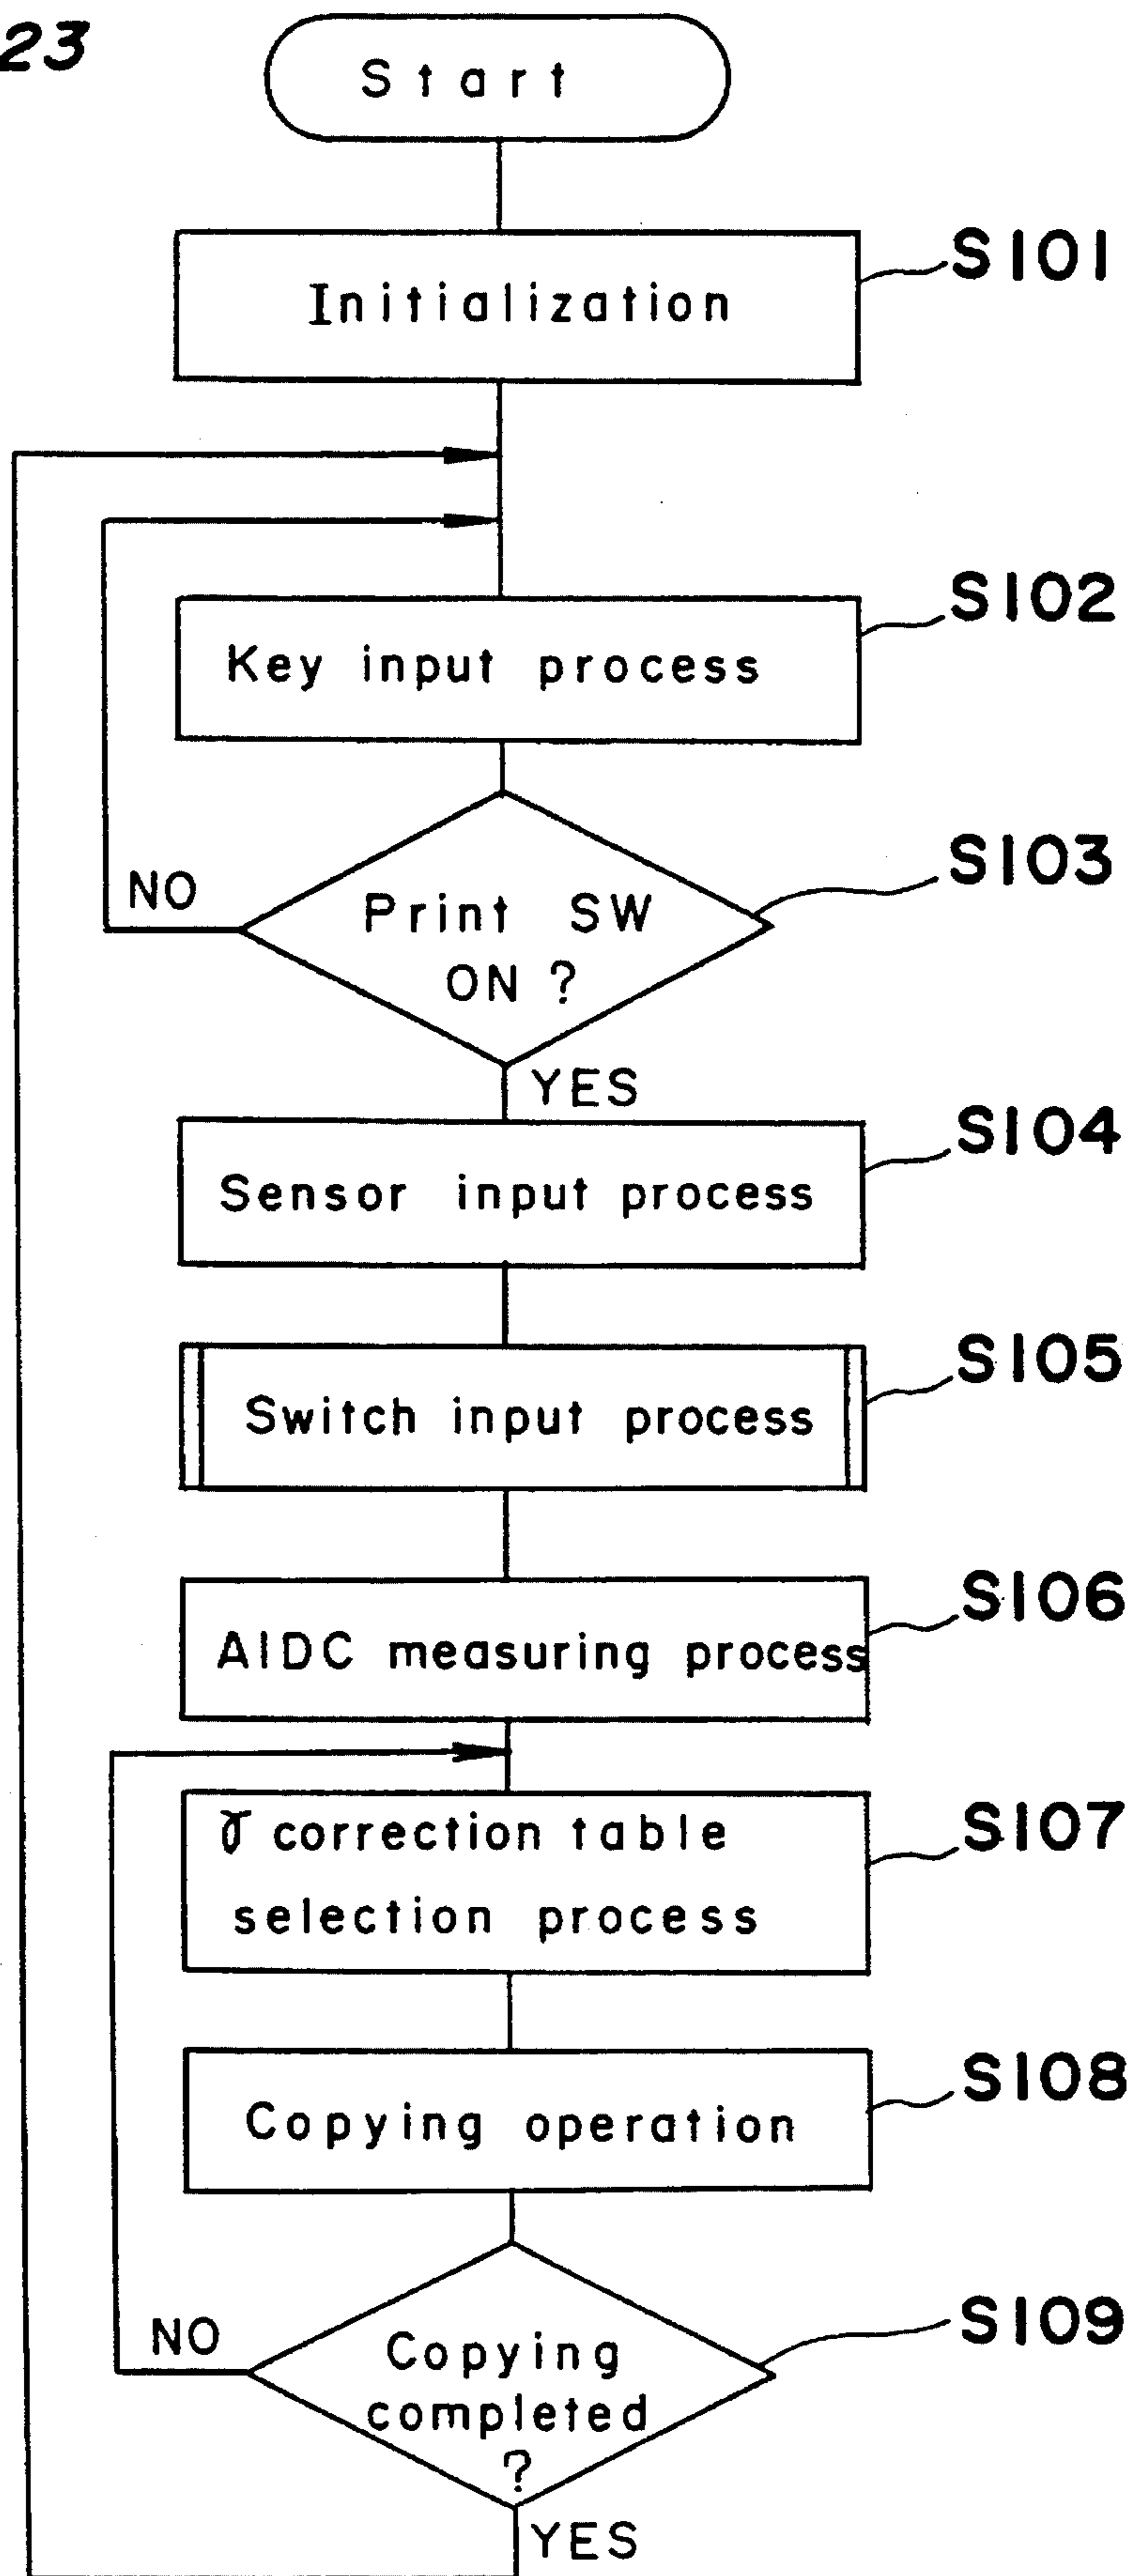 23
Start
Initialization
S101
Key input process
S102
NO
Print SW
ON ?
S103
YES
Sensor input process
S104
Switch input process
S105
AIDC measuring process
S106
γ correction table
selection process
S107
Copying operation
S108
NO
Copying
completed
?
S109
YES